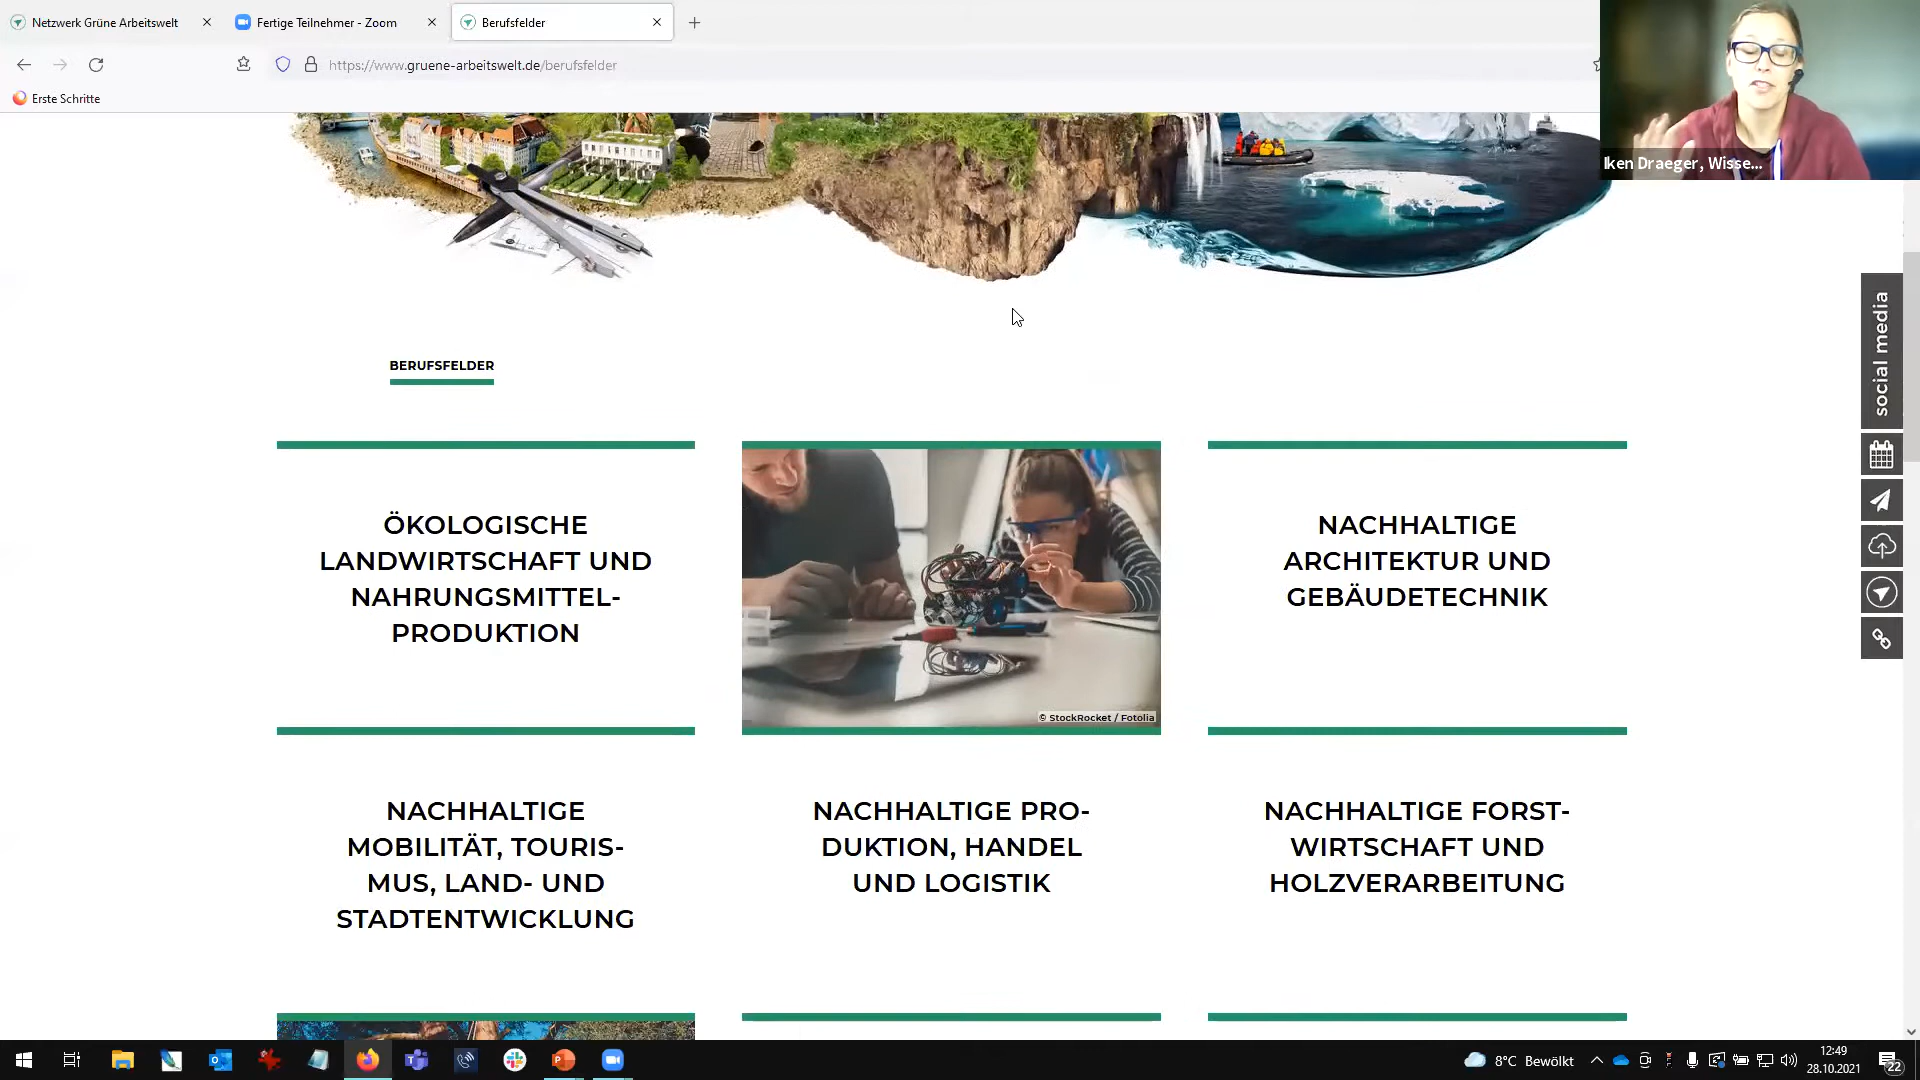 Netzwerk Grüne Arbeitswelt
Fertige Teilnehmer - Zoom
Berufsfelder
https://www.gruene-arbeitswelt.de/berufsfelder
Erste Schritte
Iken Draeger, Wisse...
social media
BERUFSFELDER
ÖKOLOGISCHE
LANDWIRTSCHAFT UND
NAHRUNGSMITTEL-
PRODUKTION
© StockRocket / Fotolia
NACHHALTIGE
ARCHITEKTUR UND
GEBÄUDETECHNIK
NACHHALTIGE
MOBILITÄT, TOURIS-
MUS, LAND- UND
STADTENTWICKLUNG
NACHHALTIGE PRO-
DUKTION, HANDEL
UND LOGISTIK
NACHHALTIGE FORST-
WIRTSCHAFT UND
HOLZVERARBEITUNG
8°C Bewölkt
12:49
28.10.2021
22